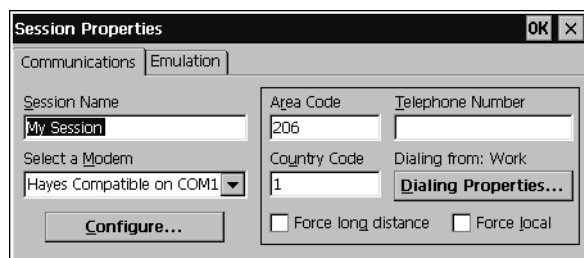 Session Properties OK ×
Communications Emulation
Session Name Area Code Telephone Number
My Session 206
Select a Modem Country Code Dialing from: Work
Hayes Compatible on COM1 1 Dialing Properties...
Configure... Force long distance Force local